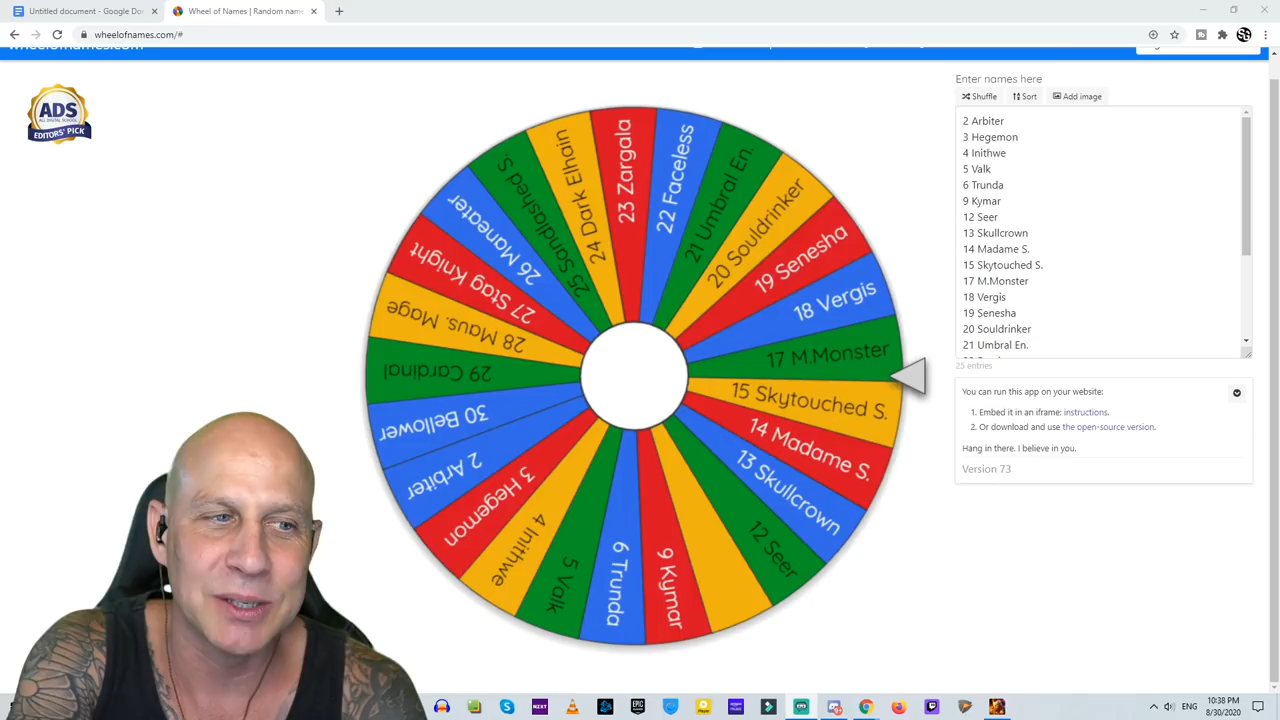 Untitled document - Google Do
Wheel of Names | Random name
wheelofnames.com/#
ADS
EDITORS' PICK
Enter names here
Shuffle
Sort
Add image
2 Arbiter
3 Hegemon
4 Inithwe
5 Valk
6 Trunda
9 Kymar
12 Seer
13 Skullcrown
14 Madame S.
15 Skytouched S.
17 M.Monster
18 Vergis
19 Senesha
20 Souldrinker
21 Umbral En.
25 entries
You can run this app on your website:
1. Embed it in an iframe: instructions.
2. Or download and use the open-source version.
Hang in there. I believe in you.
Version 73
23 Zargala
22 Faceless
21 Umbral En.
20 Souldrinker
19 Senesha
18 Vergis
17 M.Monster
15 Skytouched S.
14 Madame S.
13 Skullcrown
12 Seer
9 Kymar
6 Trunda
5 Valk
4 Inithwe
3 Hegemon
2 Arbiter
30 Bellower
29 Cardinal
28 Maus. Mage
27 Stag Knight
26 Maneater
25 Sandlashed S.
24 Dark Elhain
NEXT
EPIC
ENG
10:38 PM
8/30/2020